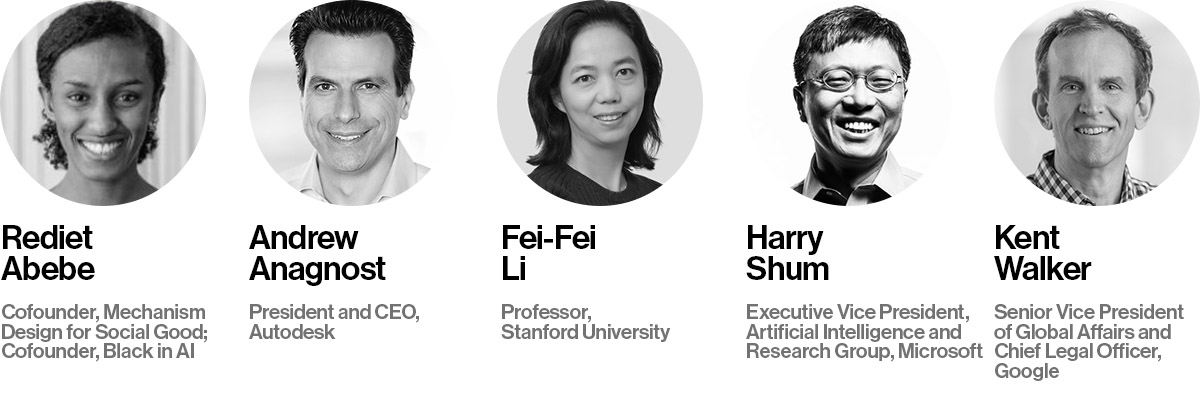 Rediet
Abebe
Cofounder, Mechanism
Design for Social Good;
Cofounder, Black in AI
Andrew
Anagnost
President and CEO,
Autodesk
Fei-Fei
Li
Professor,
Stanford University
Harry
Shum
Executive Vice President,
Artificial Intelligence and
Research Group, Microsoft
Kent
Walker
Senior Vice President
of Global Affairs and
Chief Legal Officer,
Google